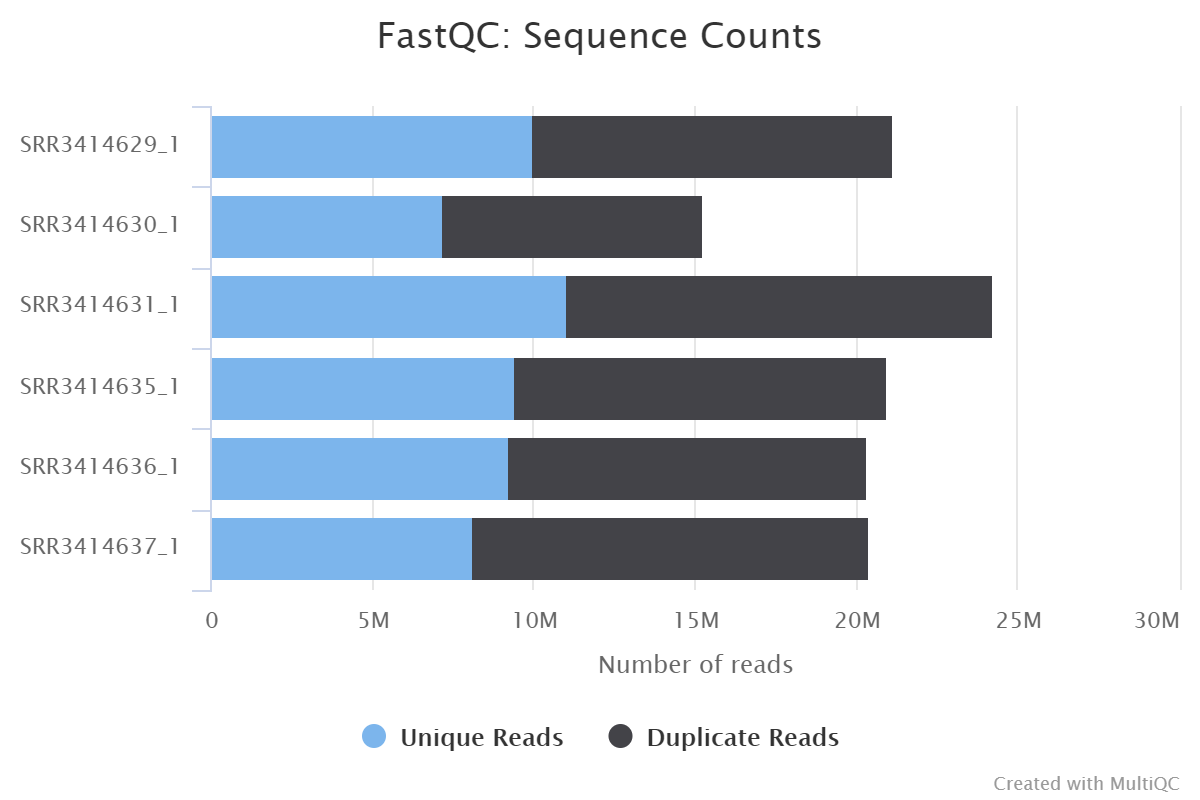 FastQC: Sequence Counts
SRR3414629_1
SRR3414630_1
SRR3414631_1
SRR3414635_1
SRR3414636_1
SRR3414637_1
0 5M 10M 15M 20M 25M 30M
Number of reads
Unique Reads Duplicate Reads
Created with MultiQC